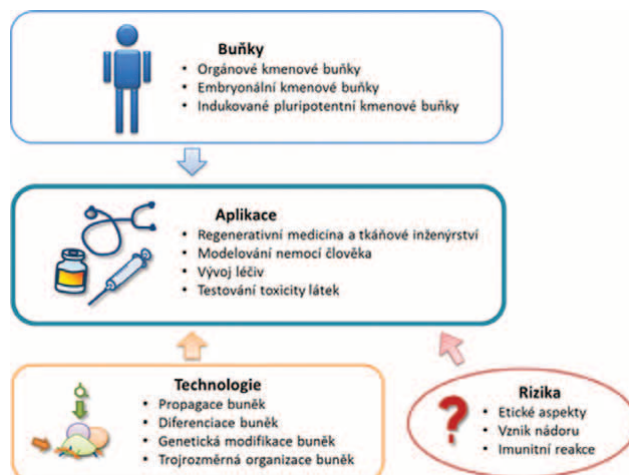 Buňky
• Orgánové kmenové buňky
• Embryonální kmenové buňky
• Indukované pluripotentní kmenové buňky
Aplikace
• Regenerativní medicína a tkáňové inženýrství
• Modelování nemocí člověka
• Vývoj léčiv
• Testování toxicity látek
Technologie
• Propagace buněk
• Diferenciace buněk
• Genetická modifikace buněk
• Trojrozměrná organizace buněk
?
Rizika
• Etické aspekty
• Vznik nádoru
• Imunitní reakce